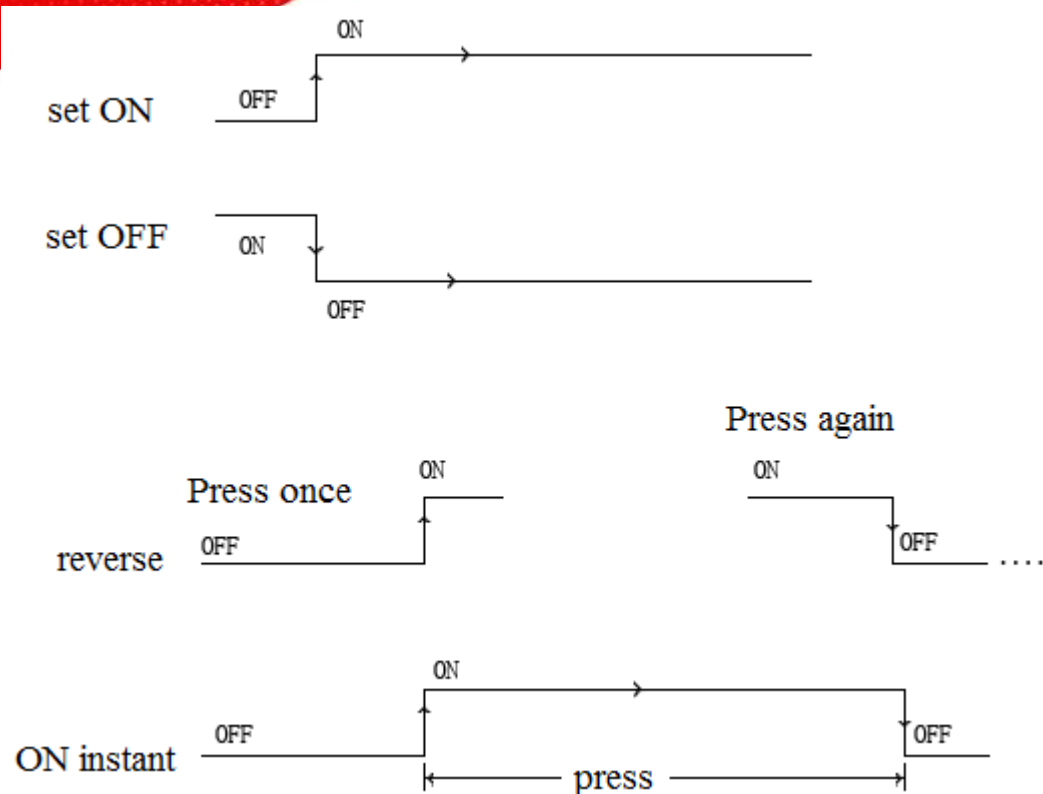 ON
set ON
OFF
set OFF
ON
OFF
Press again
Press once
ON
ON
reverse
OFF
OFF
....
ON
ON instant
OFF
OFF
press